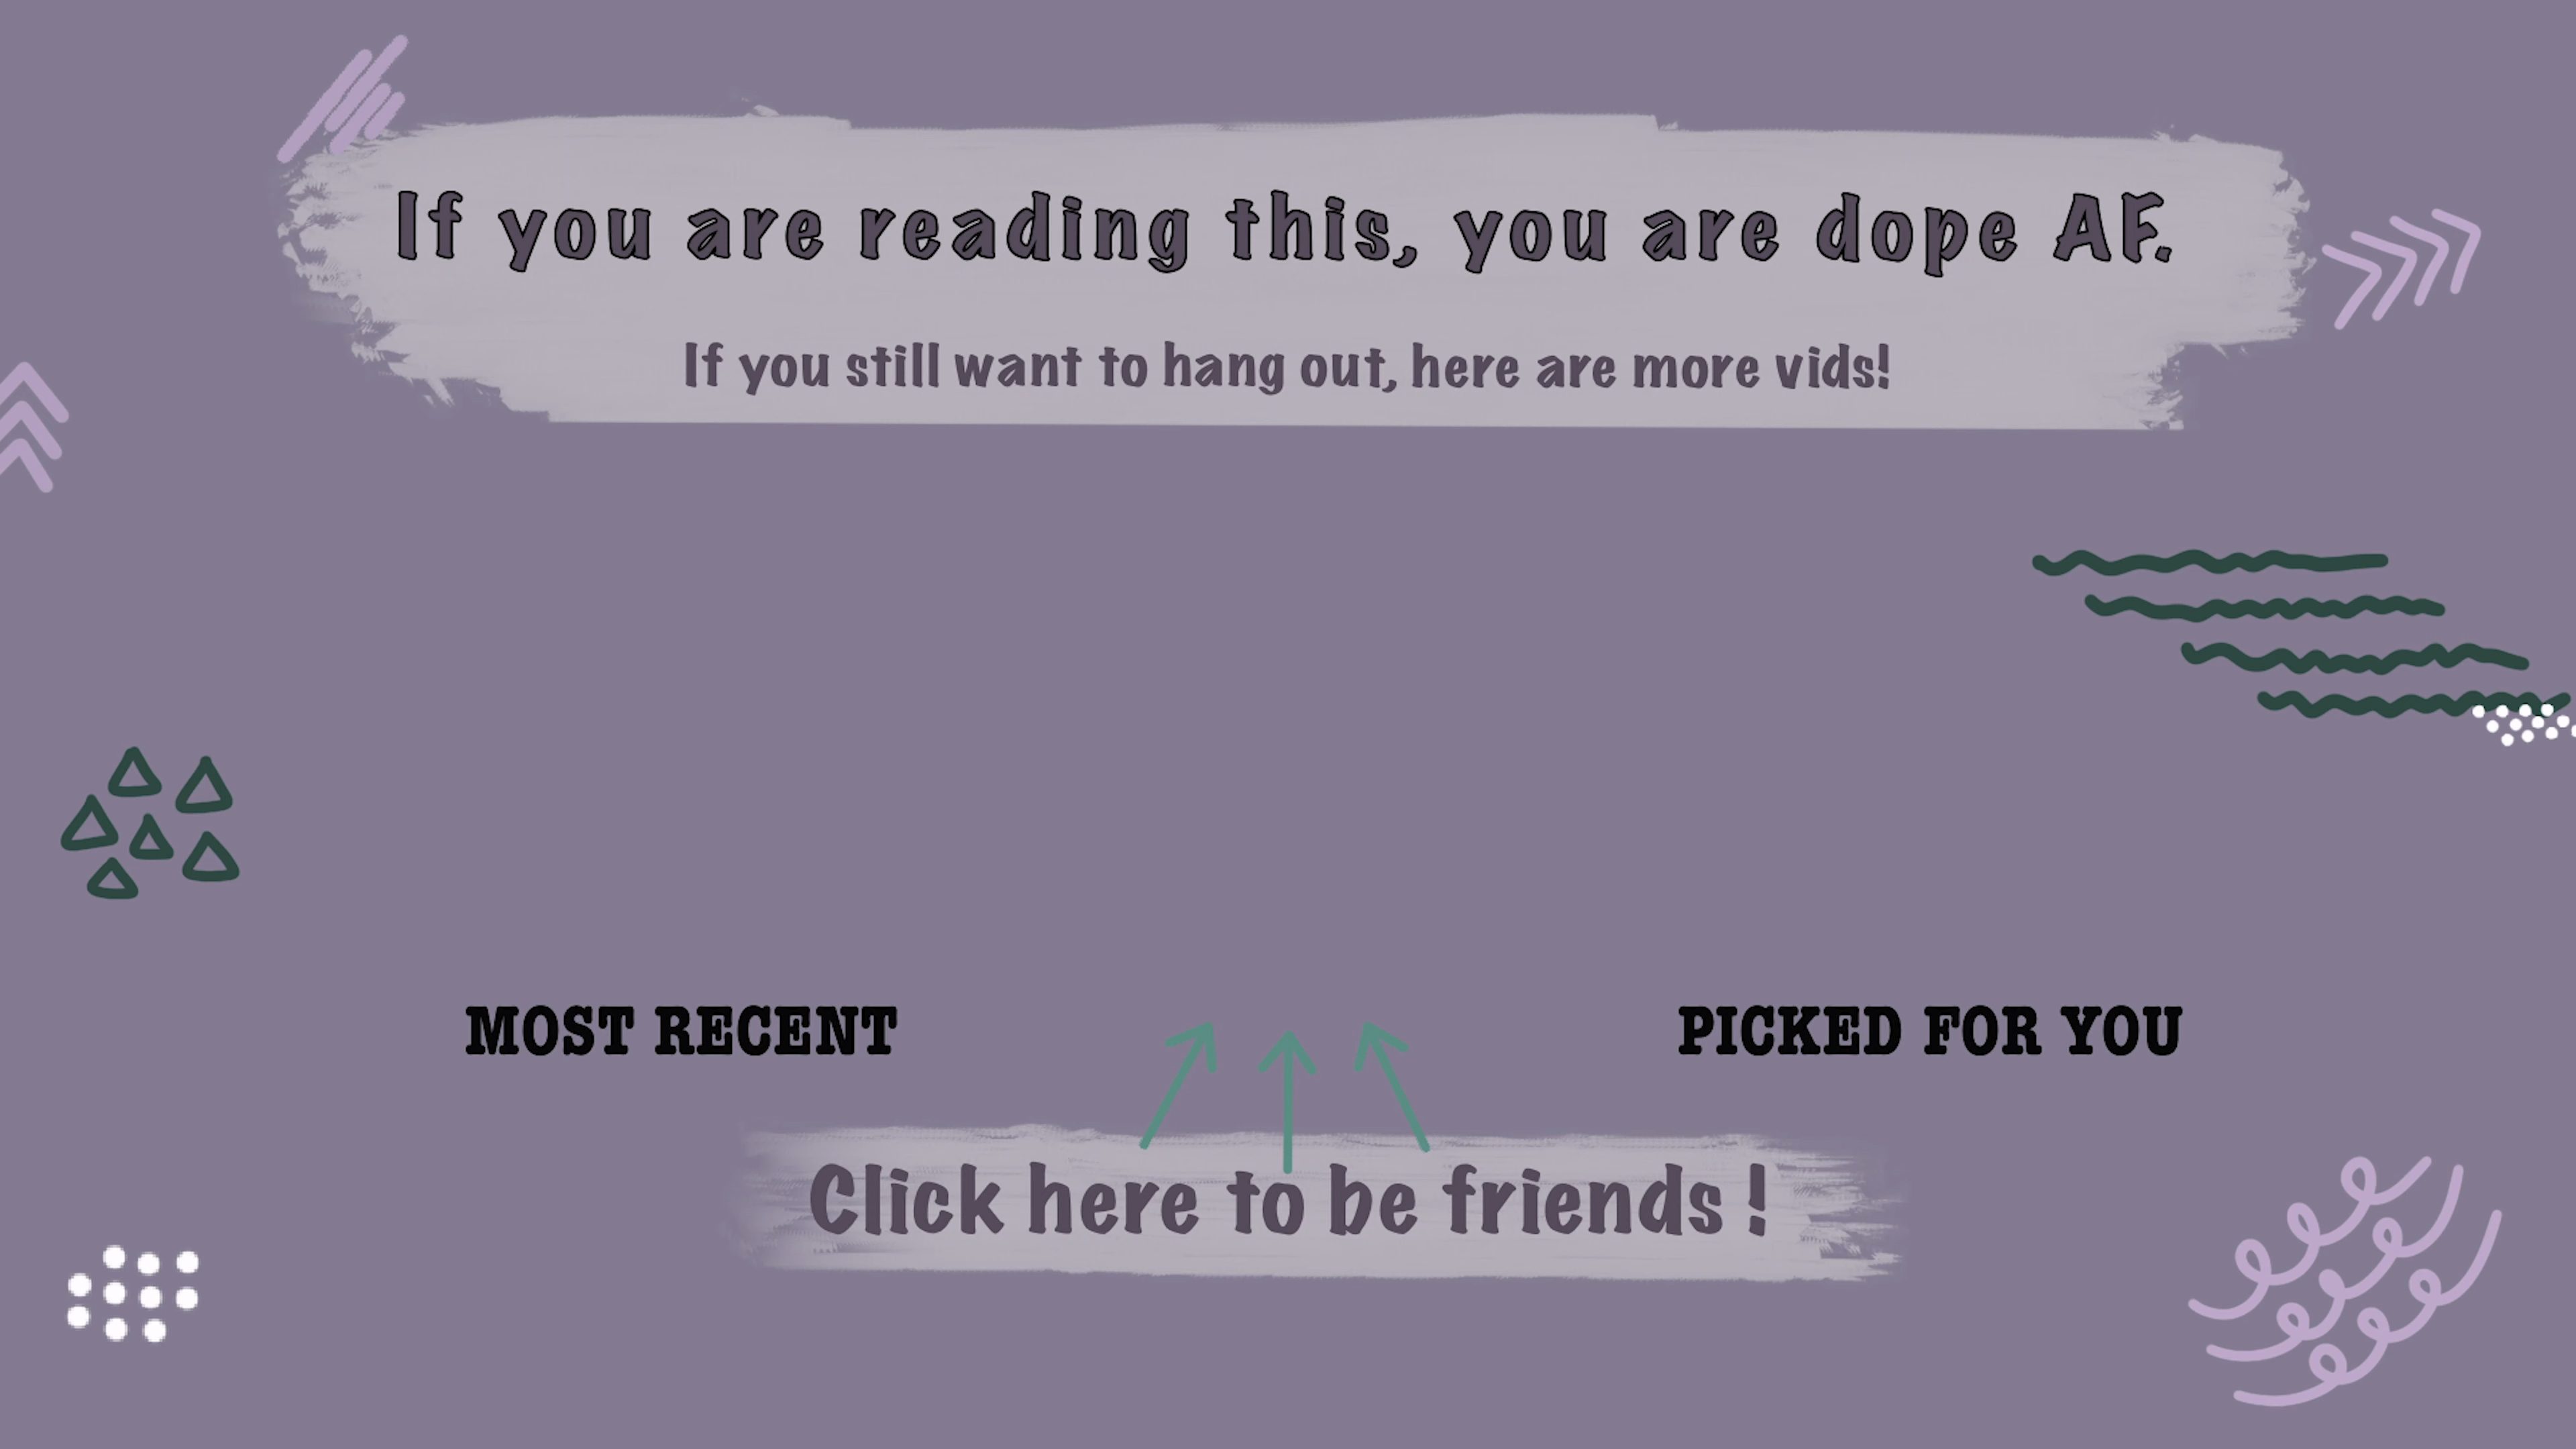 If you are reading this, you are dope AF.
If you still want to hang out, here are more vids!
MOST RECENT
PICKED FOR YOU
Click here to be friends !